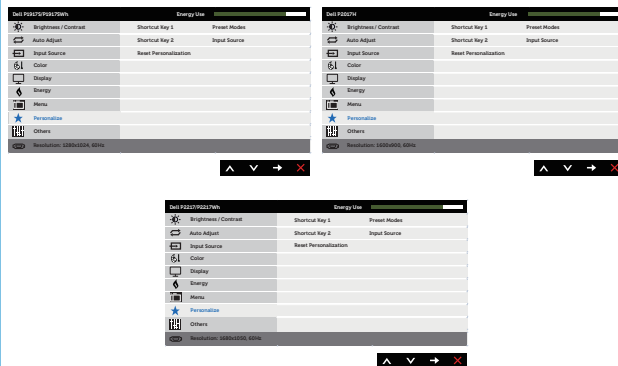 Dell P1917S/P1917SWh Energy Use
Brightness / Contrast Shortcut Key 1 Preset Modes
Auto Adjust Shortcut Key 2 Input Source
Input Source Reset Personalization
Color
Display
Energy
Menu
Personalize
Others
Resolution: 1280x1024, 60Hz
Dell P2017H Energy Use
Brightness / Contrast Shortcut Key 1 Preset Modes
Auto Adjust Shortcut Key 2 Input Source
Input Source Reset Personalization
Color
Display
Energy
Menu
Personalize
Others
Resolution: 1600x900, 60Hz
Dell P2217/P2217Wh Energy Use
Brightness / Contrast Shortcut Key 1 Preset Modes
Auto Adjust Shortcut Key 2 Input Source
Input Source Reset Personalization
Color
Display
Energy
Menu
Personalize
Others
Resolution: 1680x1050, 60Hz